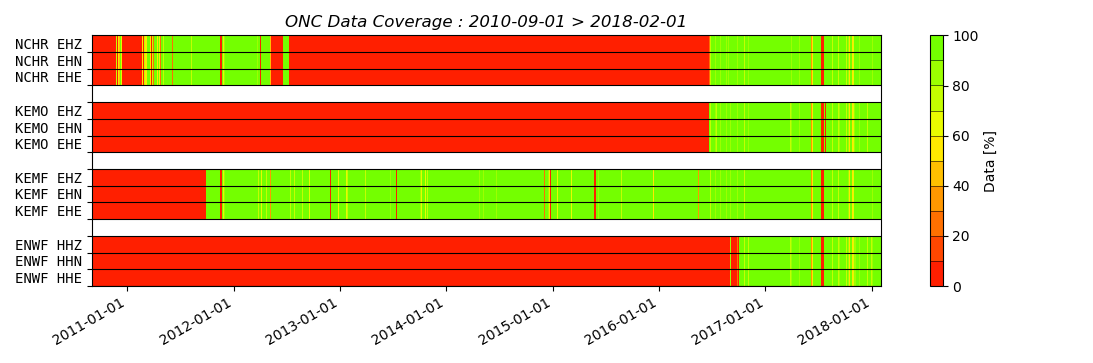 ONC Data Coverage : 2010-09-01 > 2018-02-01
NCHR EHZ
NCHR EHN
NCHR EHE
KEMO EHZ
KEMO EHN
KEMO EHE
KEMF EHZ
KEMF EHN
KEMF EHE
ENWF HHZ
ENWF HHN
ENWF HHE
2011-01-01
2012-01-01
2013-01-01
2014-01-01
2015-01-01
2016-01-01
2017-01-01
2018-01-01
100
80
60
40
20
0
Data [%]